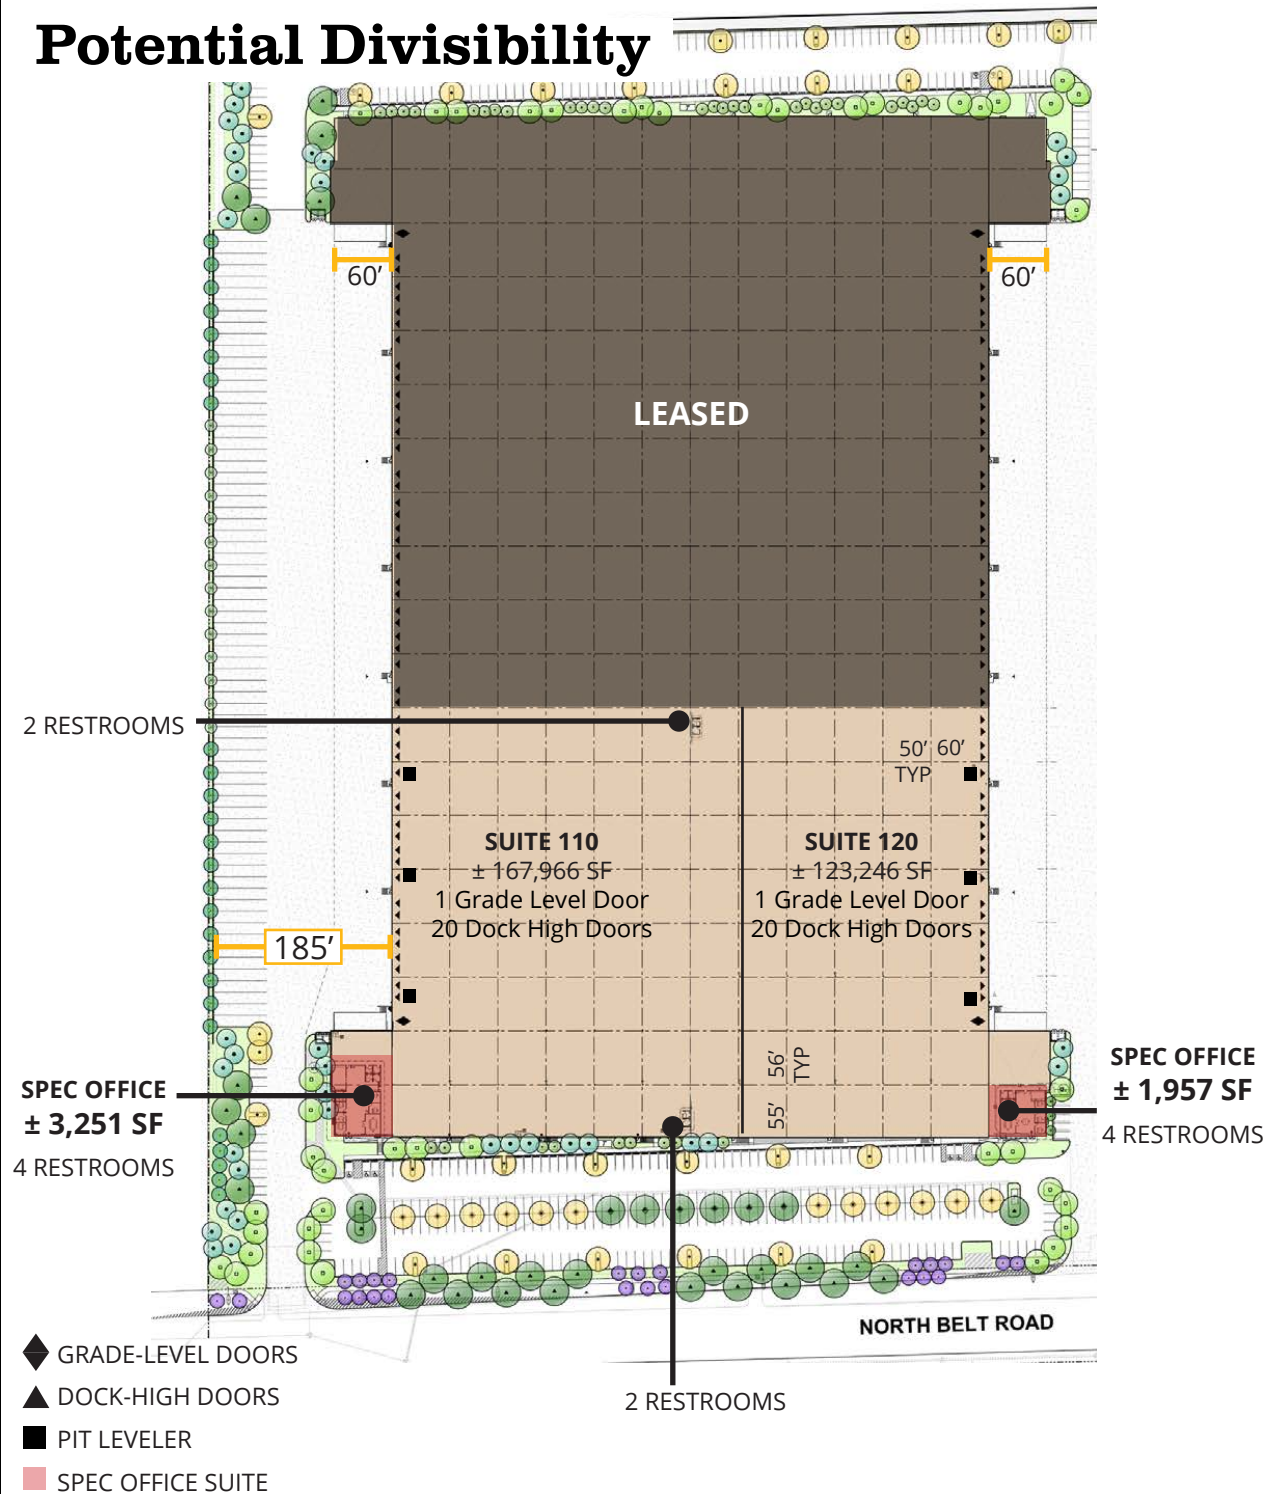 Potential Divisibility
60’
60’
LEASED
2 RESTROOMS
50’ 60’
TYP
SUITE 110
± 167,966 SF
1 Grade Level Door
20 Dock High Doors
SUITE 120
± 123,246 SF
1 Grade Level Door
20 Dock High Doors
185’
56’
TYP
55’
SPEC OFFICE
± 3,251 SF
4 RESTROOMS
SPEC OFFICE
± 1,957 SF
4 RESTROOMS
NORTH BELT ROAD
2 RESTROOMS
GRADE-LEVEL DOORS
DOCK-HIGH DOORS
PIT LEVELER
SPEC OFFICE SUITE